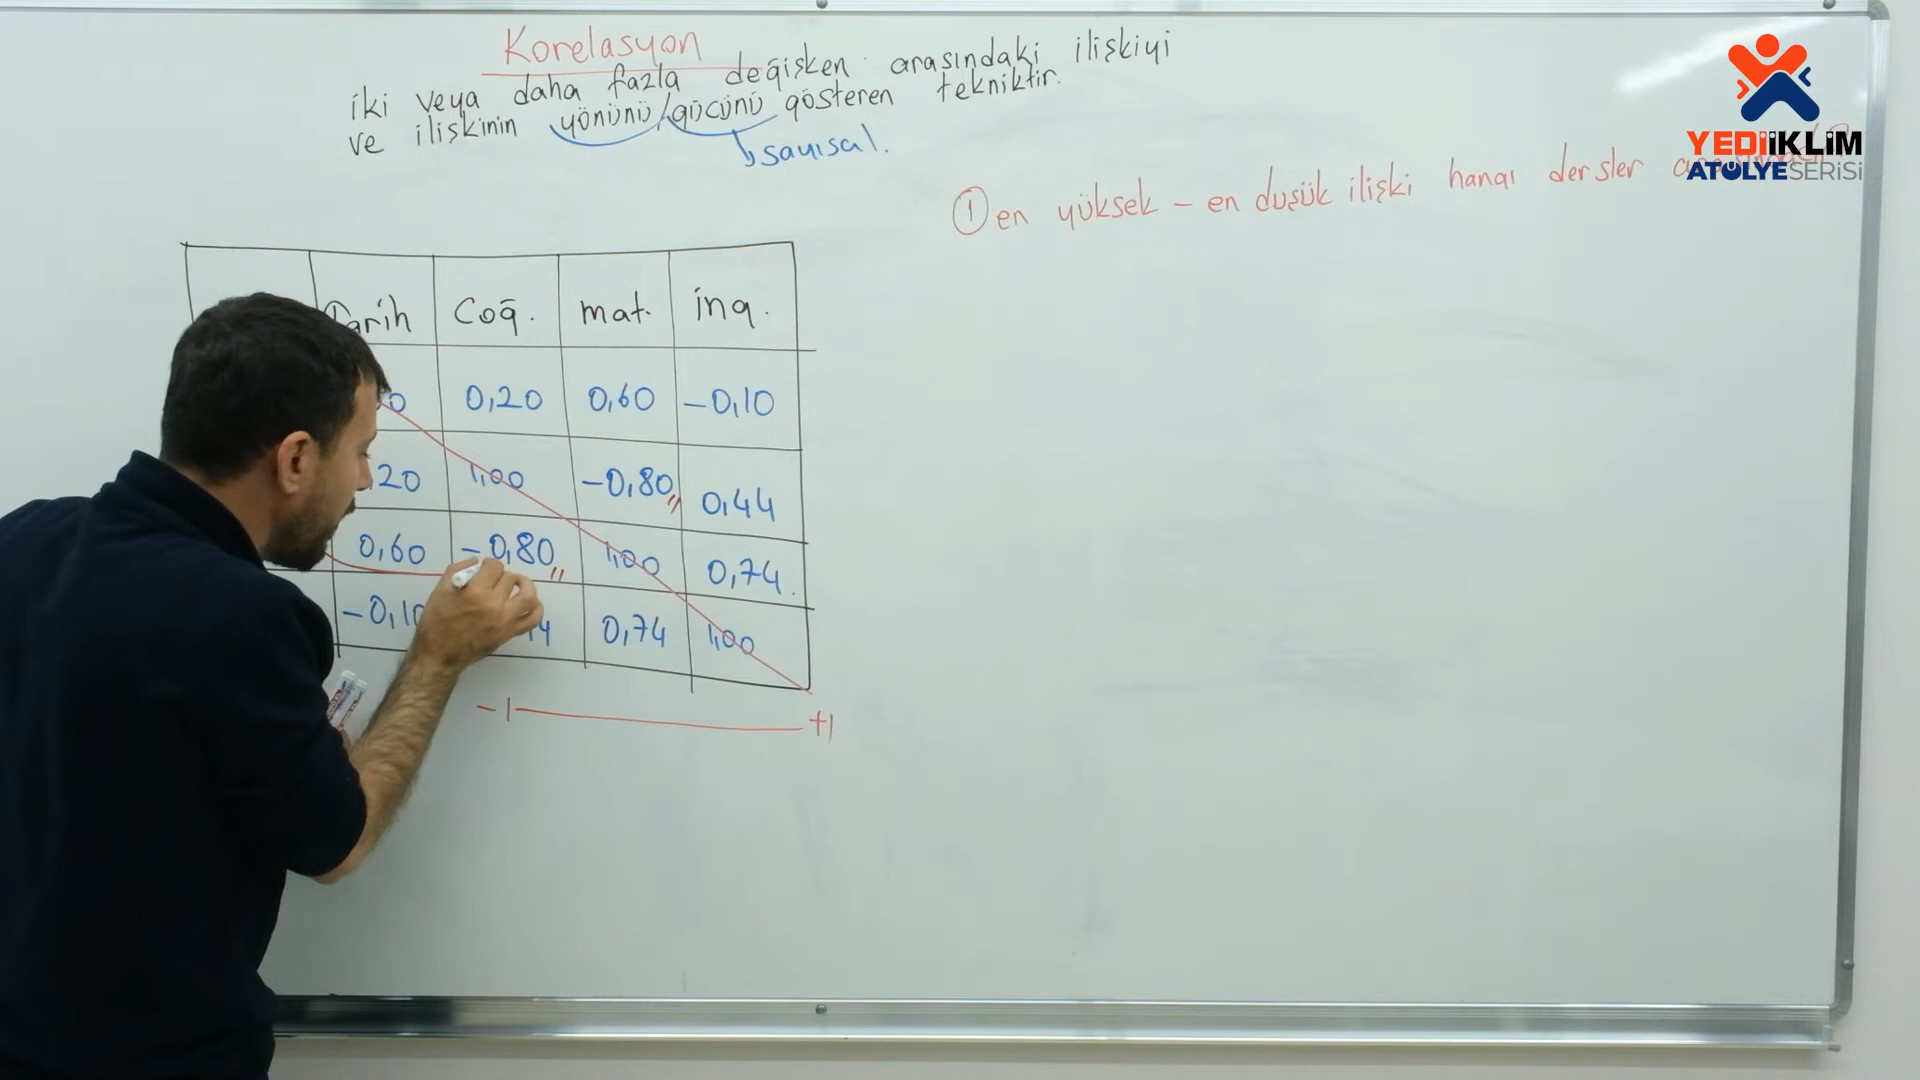 Korelasyon
iki veya daha fazla değişken arasındaki ilişkiyi
ve ilişkinin yönünü/gücünü gösteren tekniktir.
sayısal.
YEDİİKLİM
ATÖLYESERİSİ
① en yüksek - en düşük ilişki hangi dersler
Tarih Coğ. mat. ing.
0,20 0,60 -0,10
1,00 -0,80 0,44
0,60 -0,80 1,00 0,74
-0,10 0,74 1,00
-1 +1